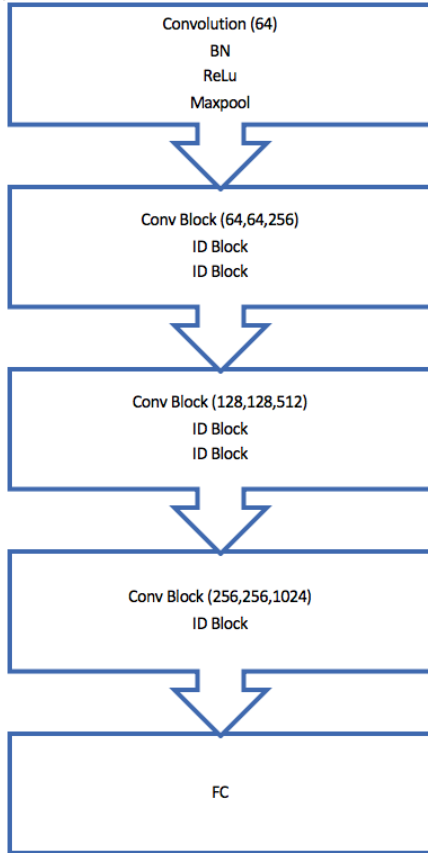 Convolution (64)
BN
ReLu
Maxpool
Conv Block (64,64,256)
ID Block
ID Block
Conv Block (128,128,512)
ID Block
ID Block
Conv Block (256,256,1024)
ID Block
FC